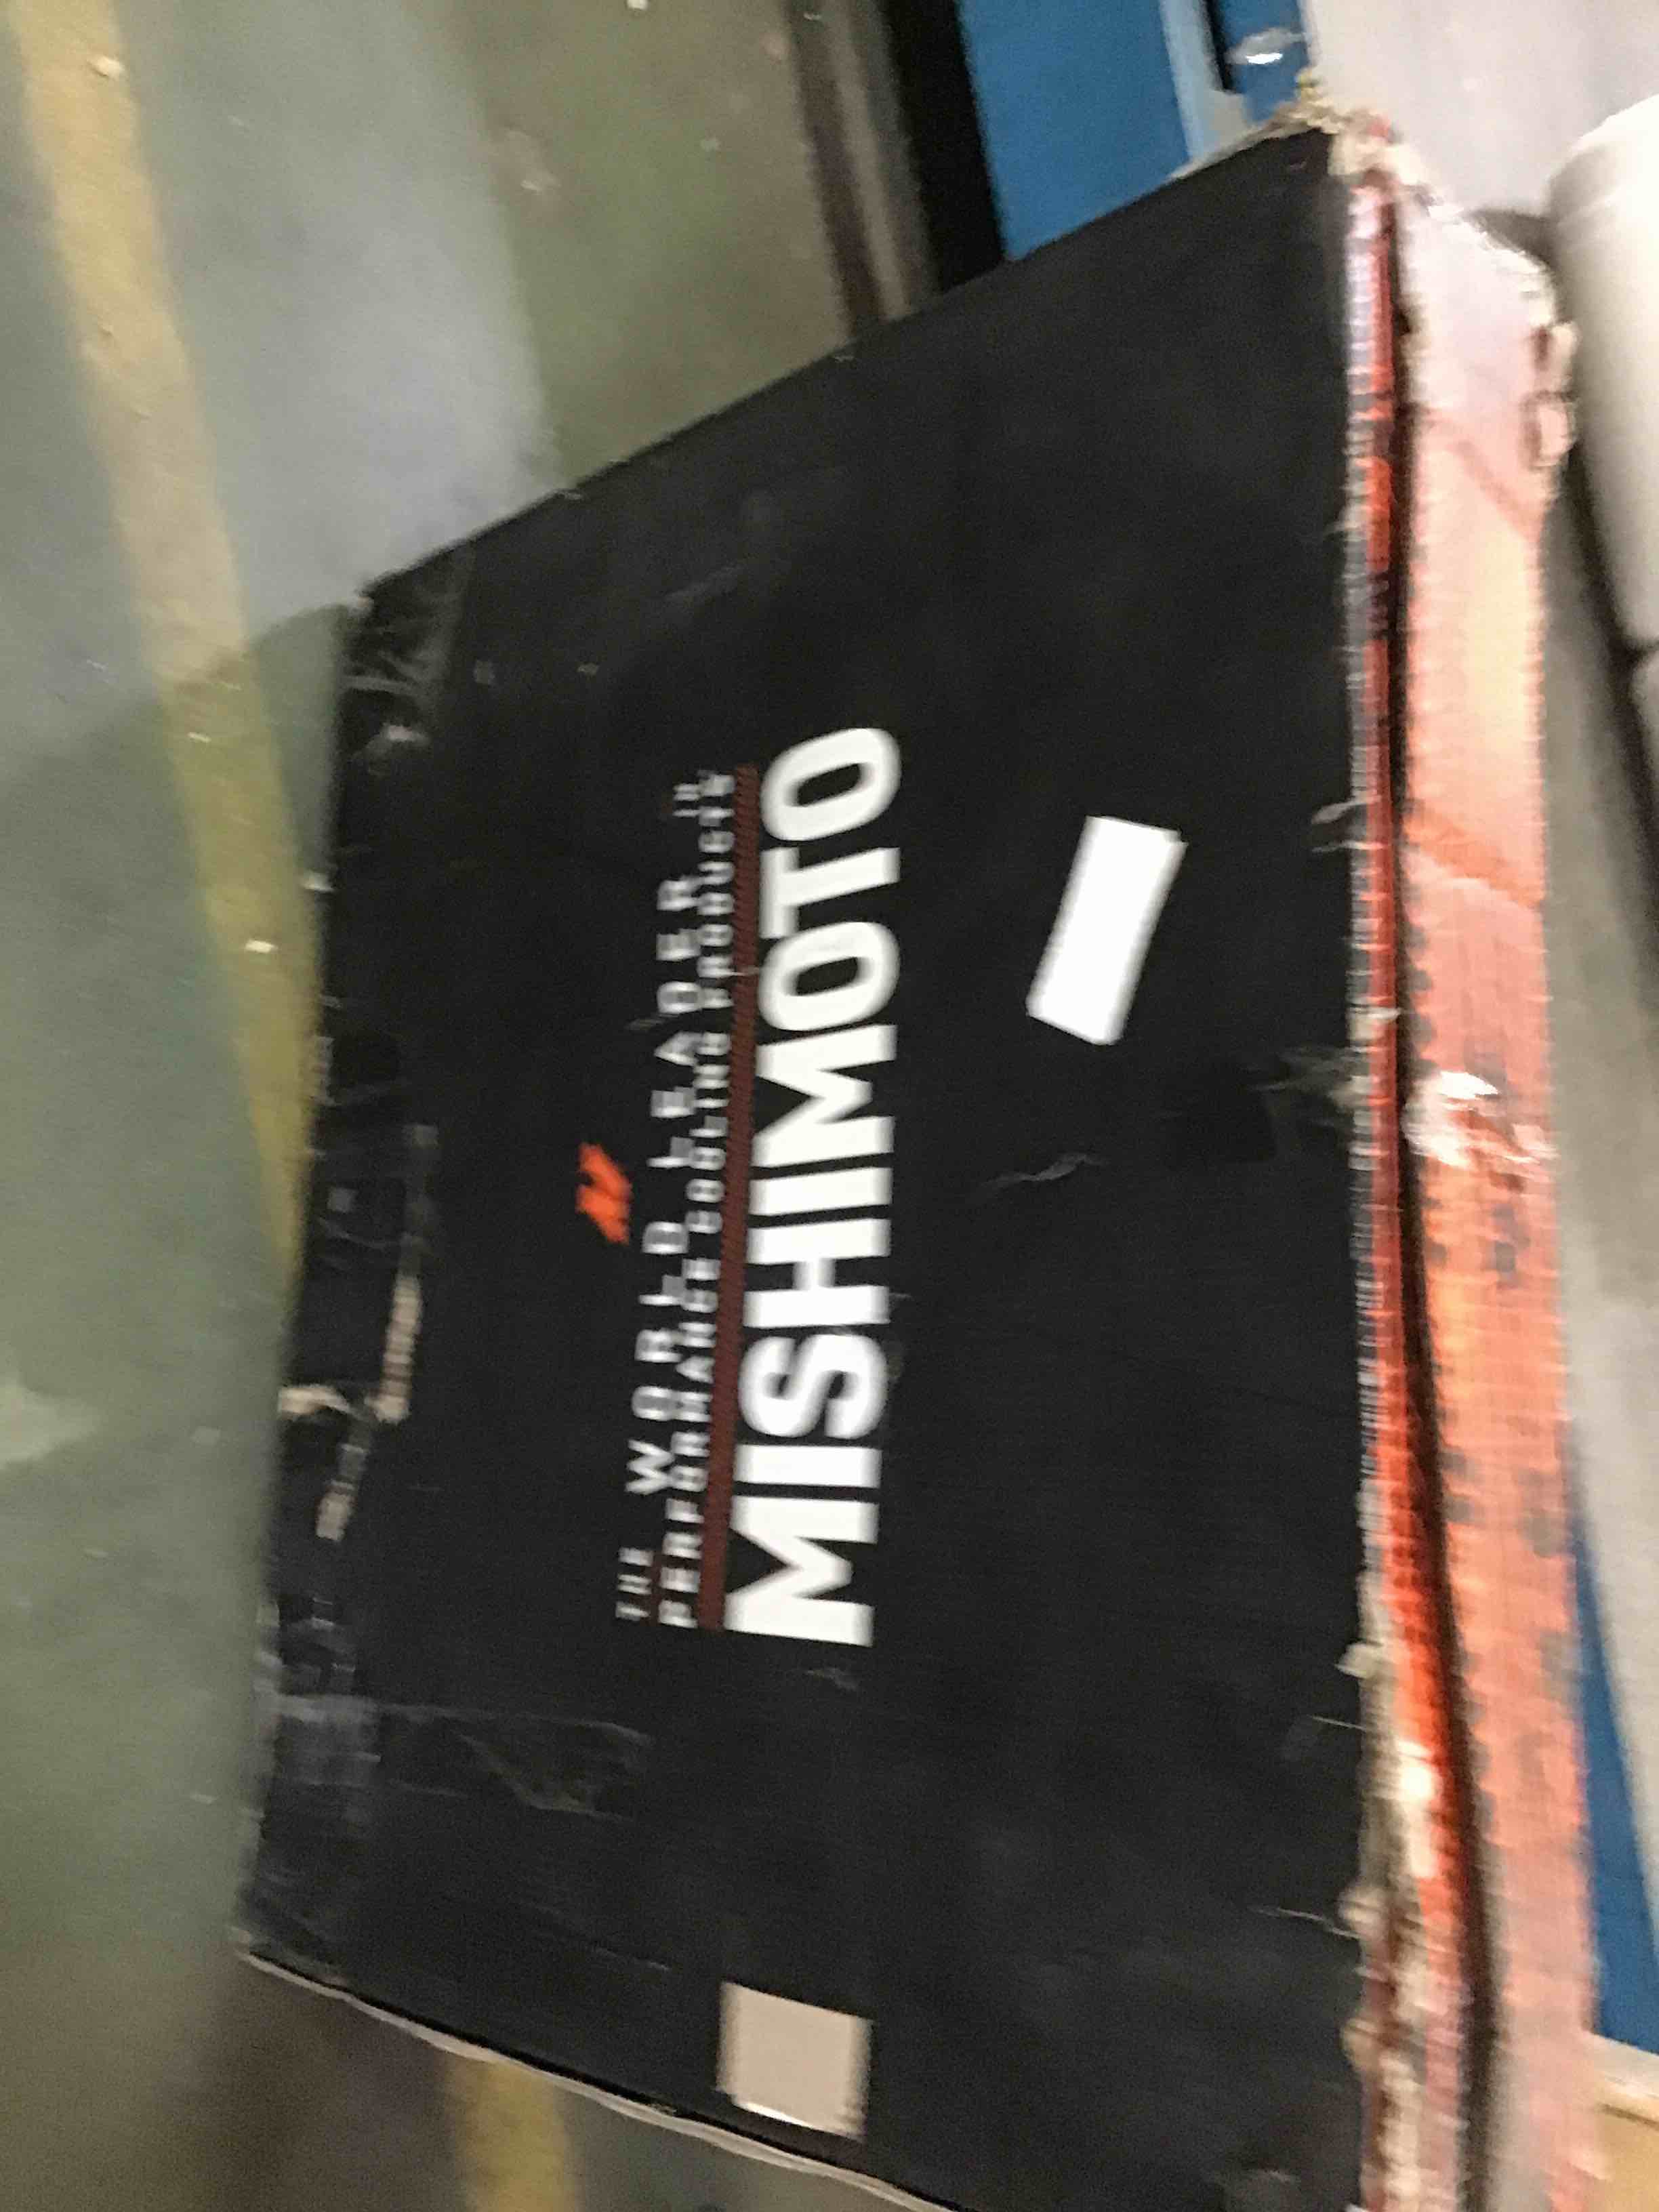 THE WORLD LEADER IN
PERFORMANCE COOLING PRODUCTS
MISHIMOTO